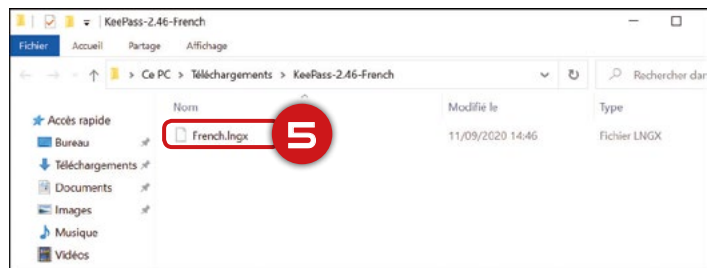 KeePass-2.46-French
Fichier Accueil Partage Affichage
Ce PC > Téléchargements > KeePass-2.46-French
Rechercher dan
Nom Modifié le Type
Accès rapide
French.lngx 11/09/2020 14:46 Fichier LNGX
5
Bureau
Téléchargements
Documents
Images
Musique
Vidéos